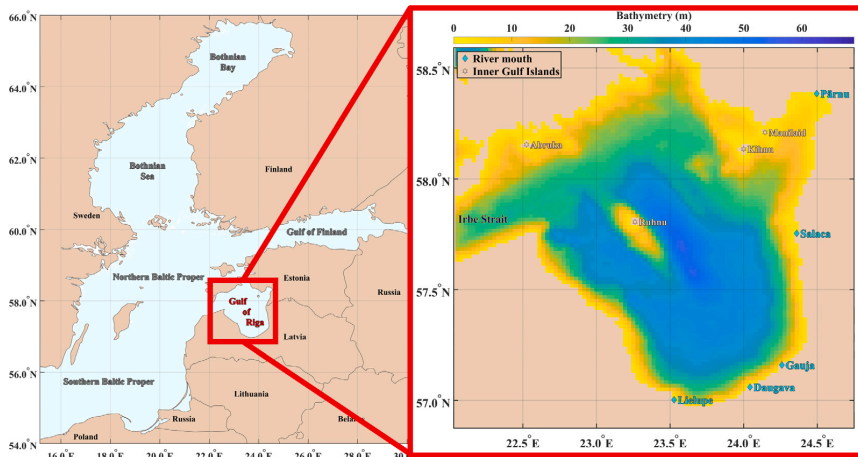 66.0°N
64.0°N
62.0°N
60.0°N
58.0°N
56.0°N
54.0°N
16.0°E
18.0°E
20.0°E
22.0°E
24.0°E
26.0°E
28.0°E
Bothnian
Bay
Bothnian
Sea
Finland
Sweden
Gulf of Finland
Northern Baltic Proper
Estonia
Russia
Gulf
of
Riga
Latvia
Southern Baltic Proper
Lithuania
Russia
Poland
Bathymetry (m)
0 20 40 60
River mouth
Inner Gulf Islands
58.5°N
58.0°N
57.5°N
57.0°N
22.5°E
23.0°E
23.5°E
24.0°E
24.5°E
Pärnu
Manilaid
Kihnu
Abruka
Ruhnu
Irbe Strait
Salaca
Gauja
Daugava
Lielupe